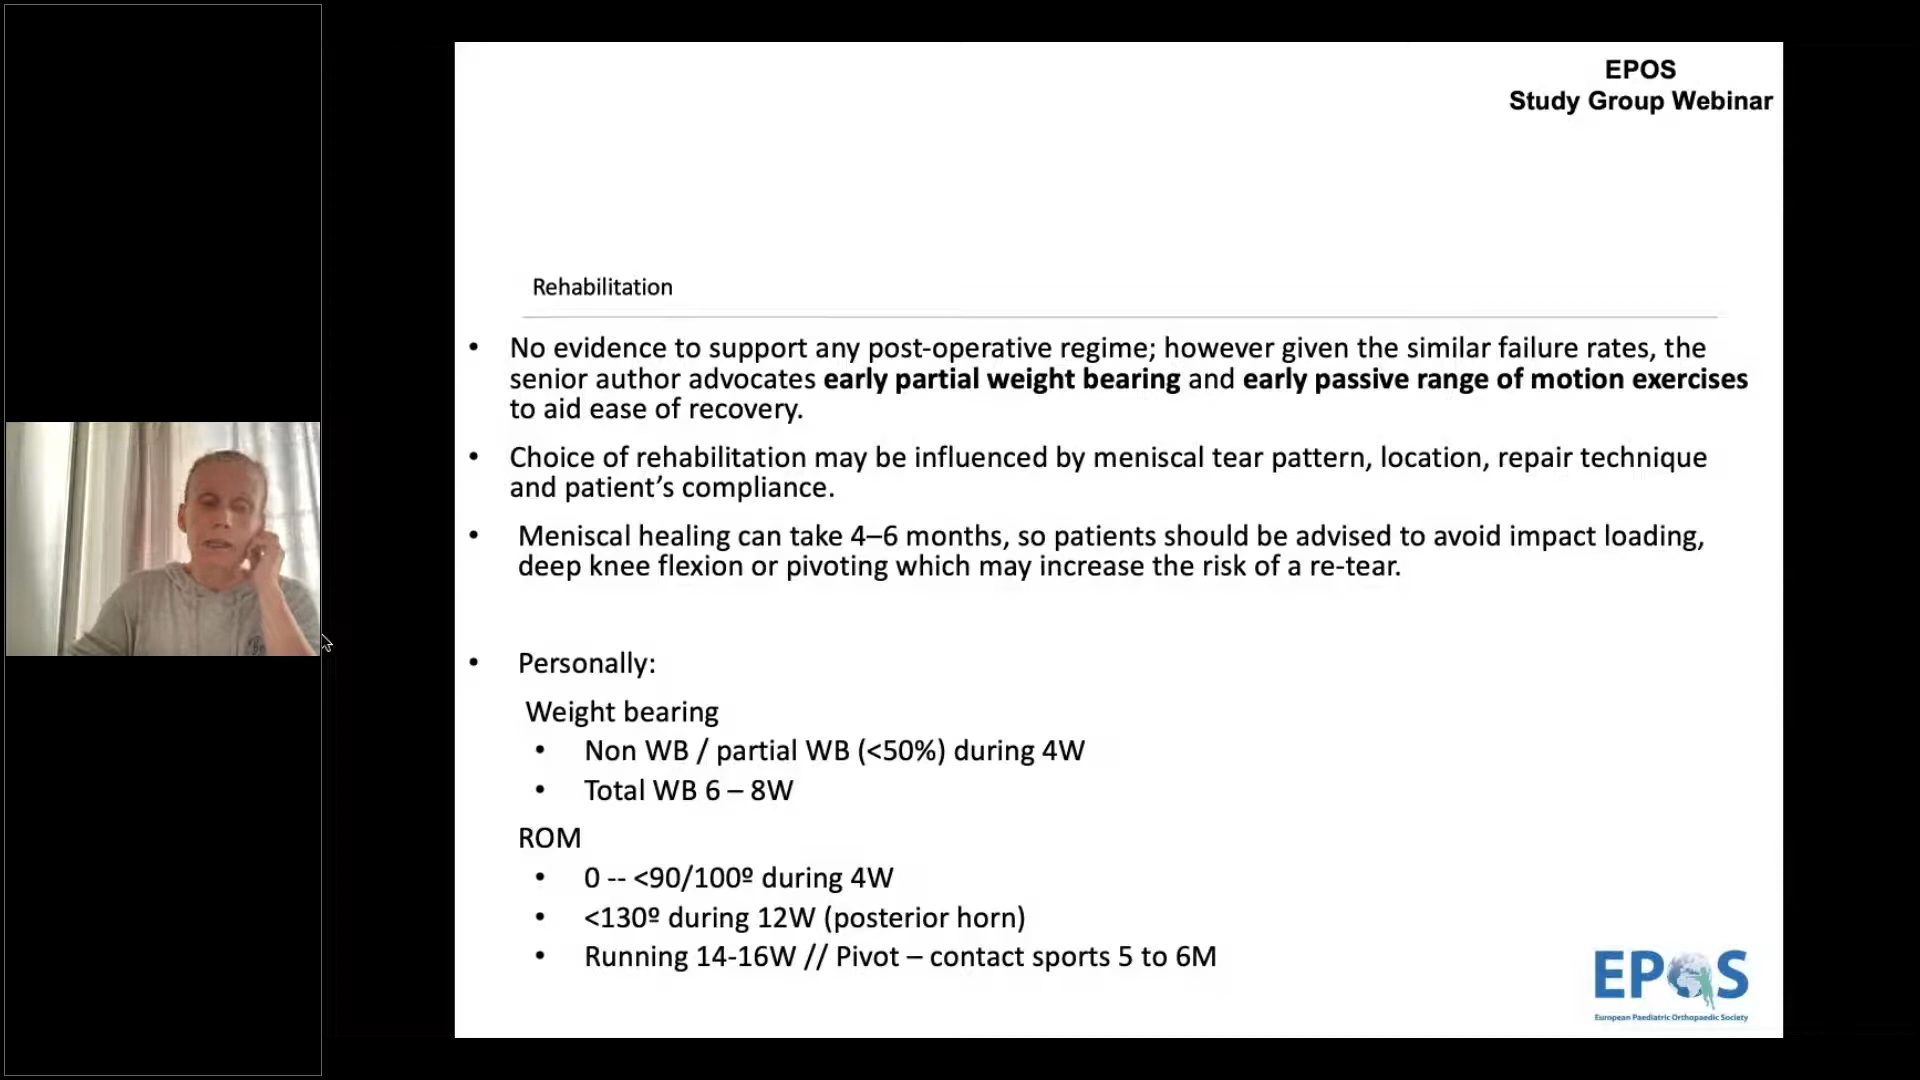 EPOS
Study Group Webinar
Rehabilitation
• No evidence to support any post-operative regime; however given the similar failure rates, the
senior author advocates early partial weight bearing and early passive range of motion exercises
to aid ease of recovery.
• Choice of rehabilitation may be influenced by meniscal tear pattern, location, repair technique
and patient’s compliance.
• Meniscal healing can take 4–6 months, so patients should be advised to avoid impact loading,
deep knee flexion or pivoting which may increase the risk of a re-tear.
• Personally:
Weight bearing
• Non WB / partial WB (<50%) during 4W
• Total WB 6 – 8W
ROM
• 0 -- <90/100º during 4W
• <130º during 12W (posterior horn)
• Running 14-16W // Pivot – contact sports 5 to 6M
EPOS
European Paediatric Orthopaedic Society